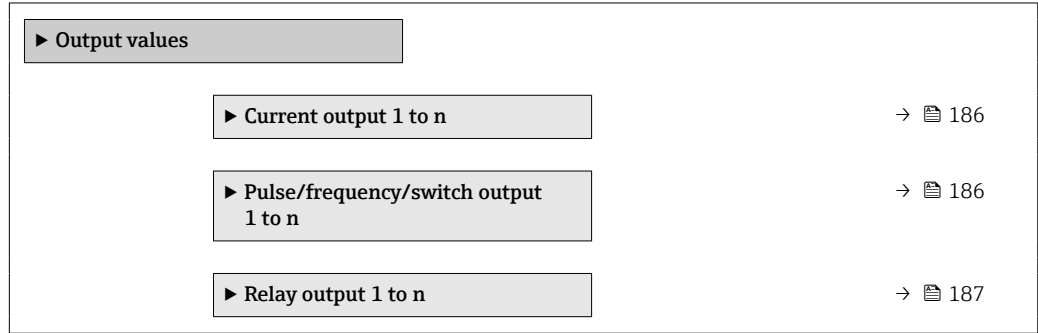 ▶ Output values
▶ Current output 1 to n → 186
▶ Pulse/frequency/switch output
1 to n → 186
▶ Relay output 1 to n → 187